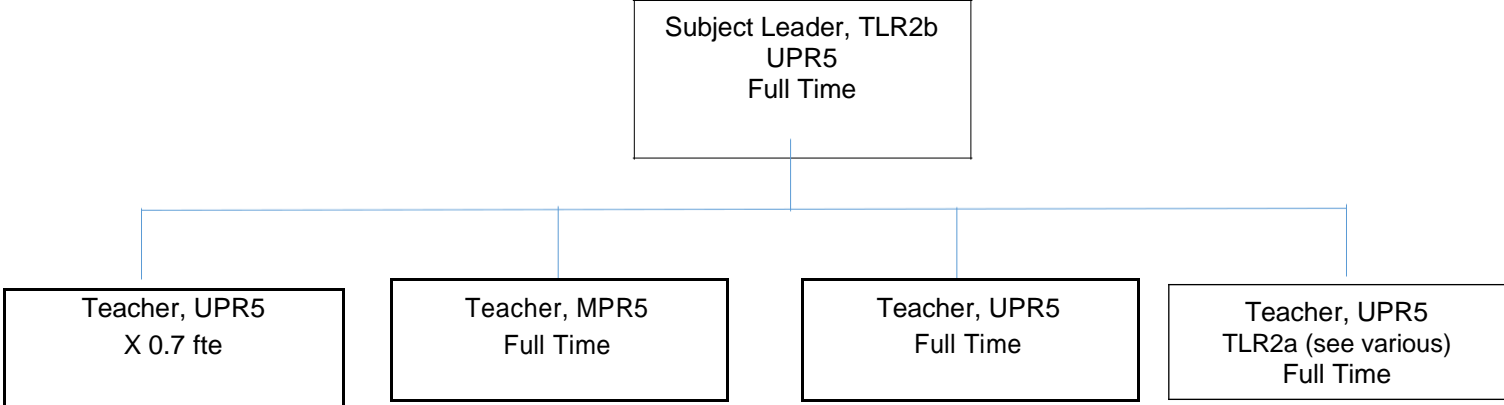 Subject Leader, TLR2b
UPR5
Full Time
Teacher, UPR5
X 0.7 fte
Teacher, MPR5
Full Time
Teacher, UPR5
Full Time
Teacher, UPR5
TLR2a (see various)
Full Time